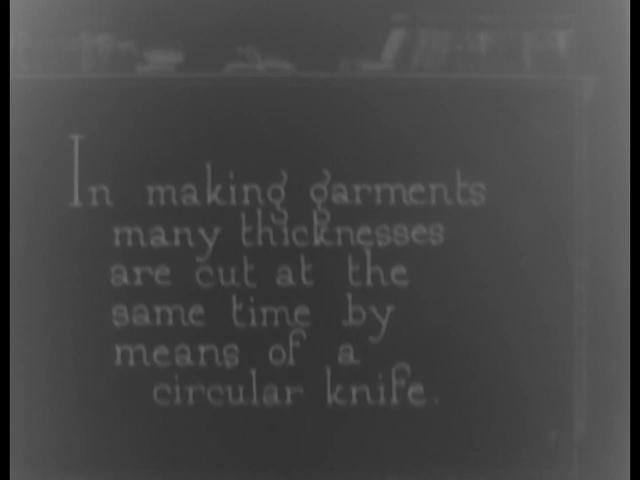 In making garments
many thicknesses
are cut at the
same time by
means of a
circular knife.